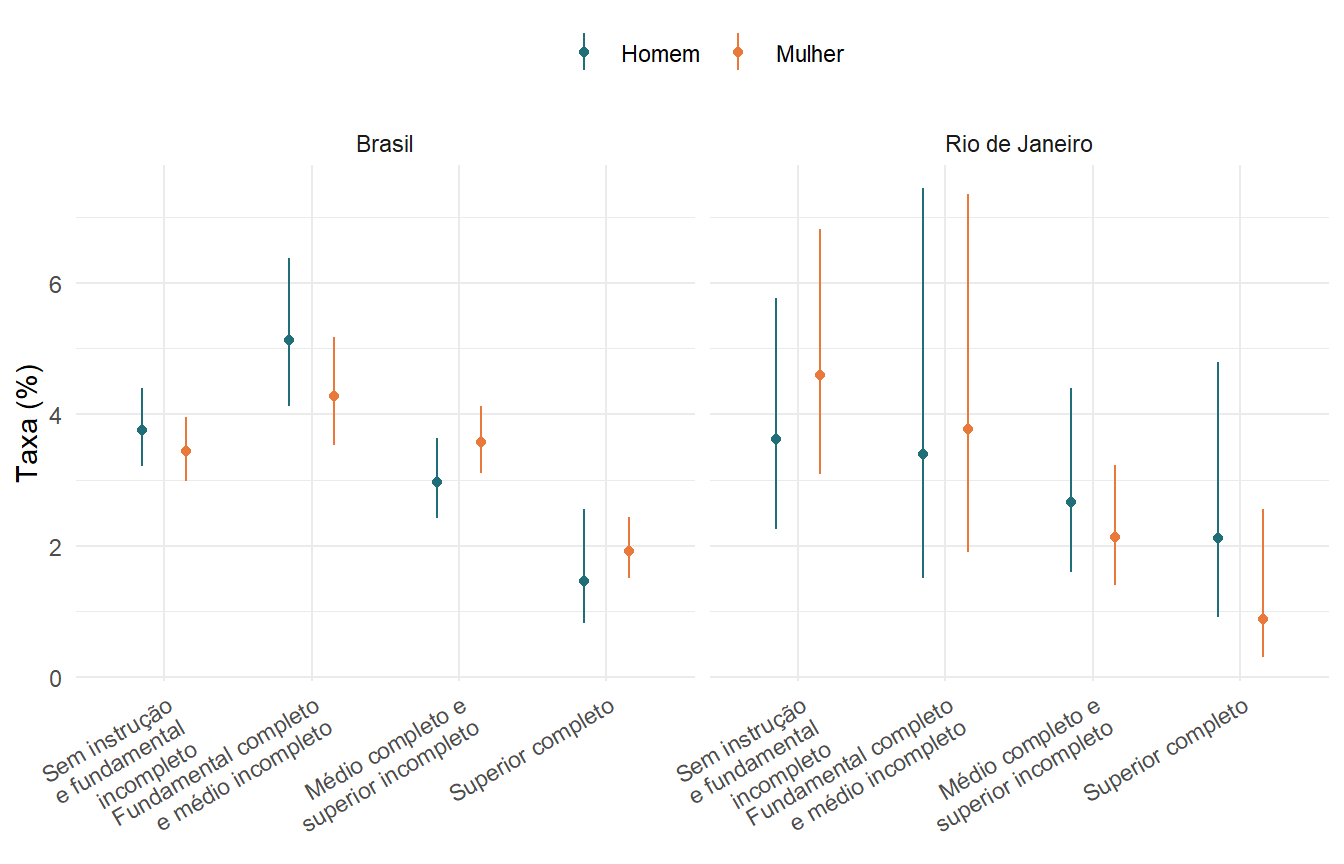 Homem Mulher
Brasil
Rio de Janeiro
Taxa (%)
6
4
2
0
Sem instrução
e fundamental
incompleto
Fundamental completo
e médio incompleto
Médio completo e
superior incompleto
Superior completo
Sem instrução
e fundamental
incompleto
Fundamental completo
e médio incompleto
Médio completo e
superior incompleto
Superior completo